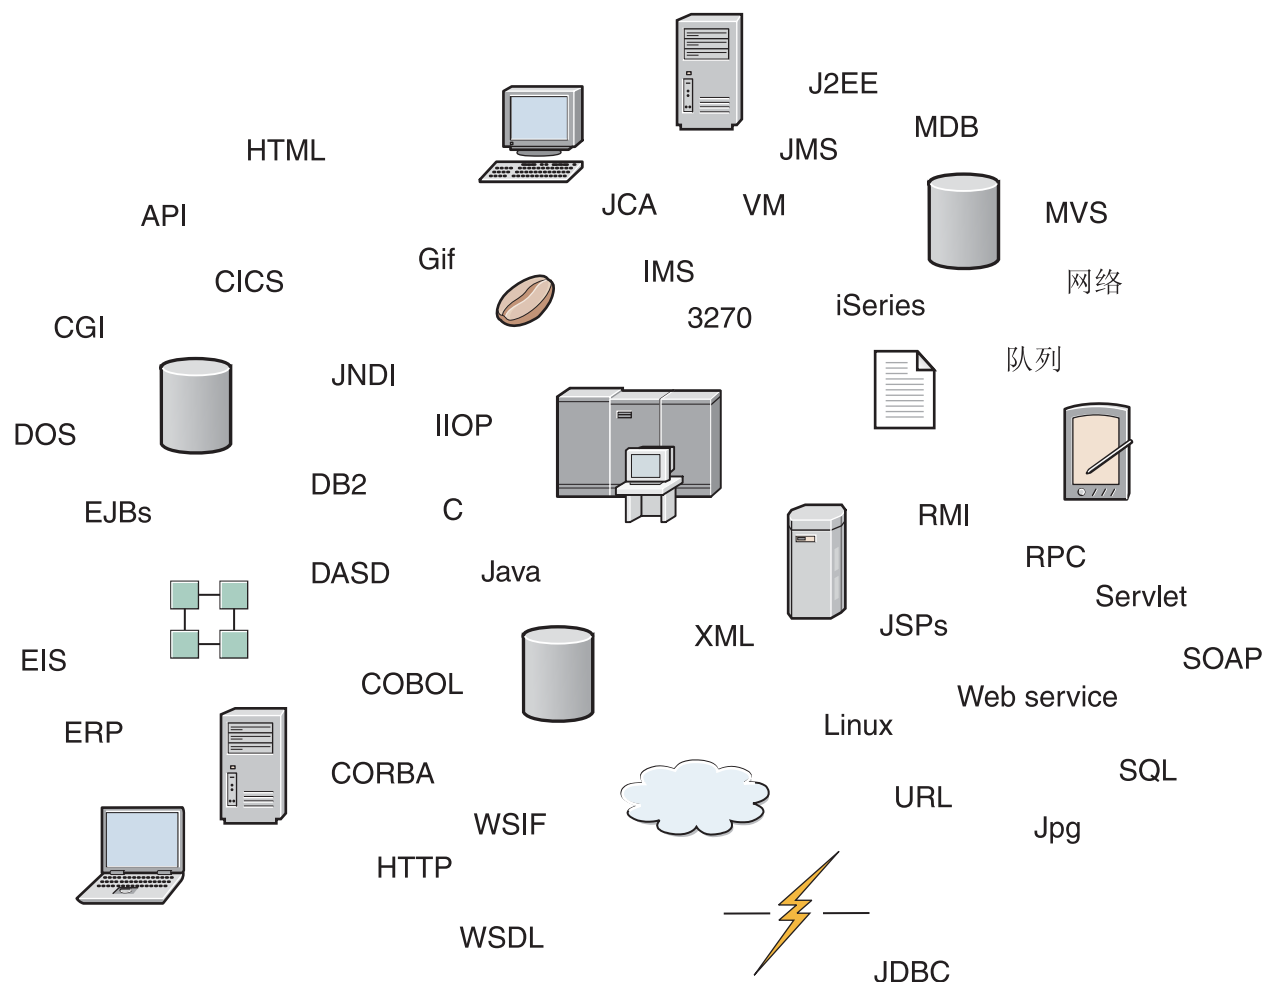 J2EE
MDB
HTML
JMS
JCA
VM
MVS
API
Gif
IMS
网络
CICS
iSeries
3270
CGI
队列
JNDI
IIOP
DOS
DB2
C
EJBs
RMI
RPC
DASD
Java
Servlet
JSPs
XML
EIS
SOAP
COBOL
Web service
Linux
ERP
CORBA
SQL
URL
WSIF
Jpg
HTTP
WSDL
JDBC